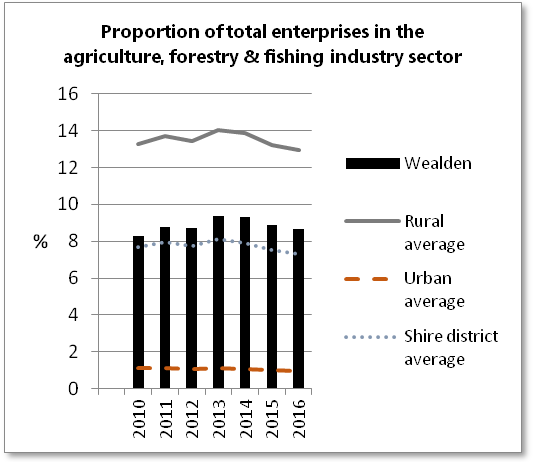 Proportion of total enterprises in the
agriculture, forestry & fishing industry sector
16
14
12
10
8
6
4
2
0
%
2010
2011
2012
2013
2014
2015
2016
Wealden
Rural
average
Urban
average
Shire district
average